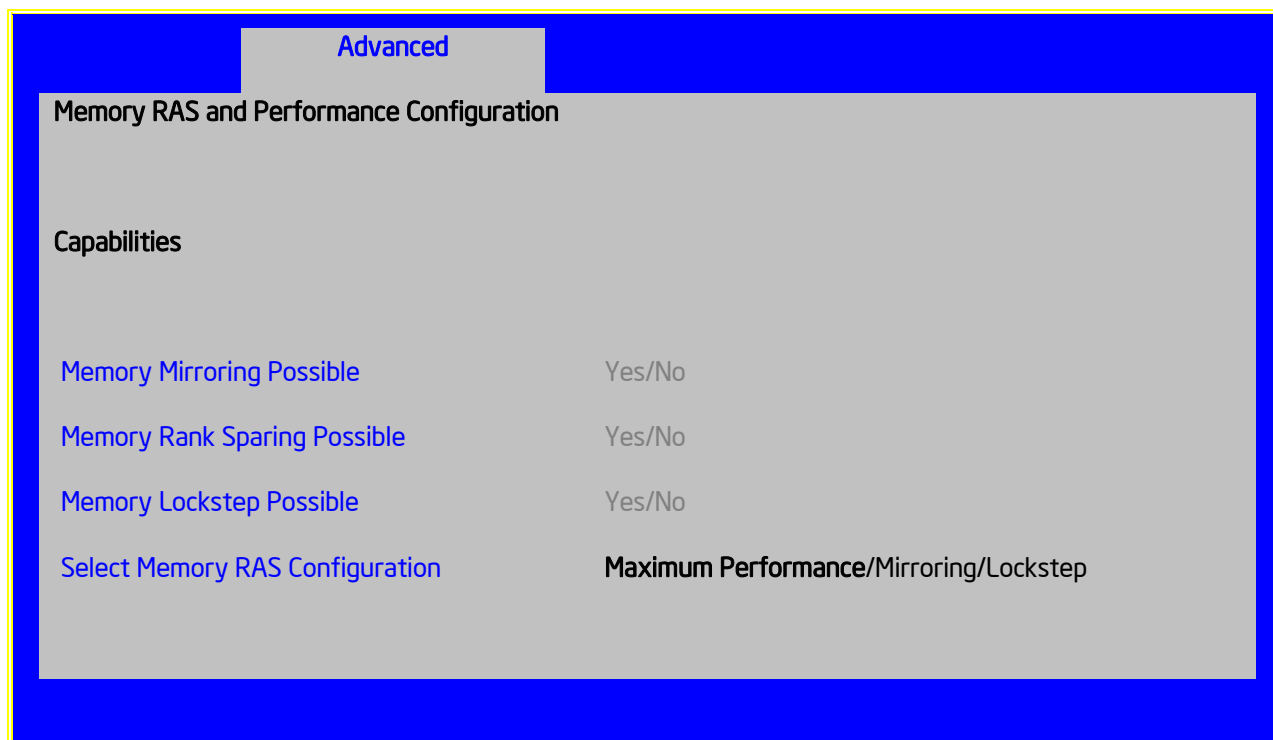 Advanced
Memory RAS and Performance Configuration
Capabilities
Memory Mirroring Possible Yes/No
Memory Rank Sparing Possible Yes/No
Memory Lockstep Possible Yes/No
Select Memory RAS Configuration Maximum Performance/Mirroring/Lockstep